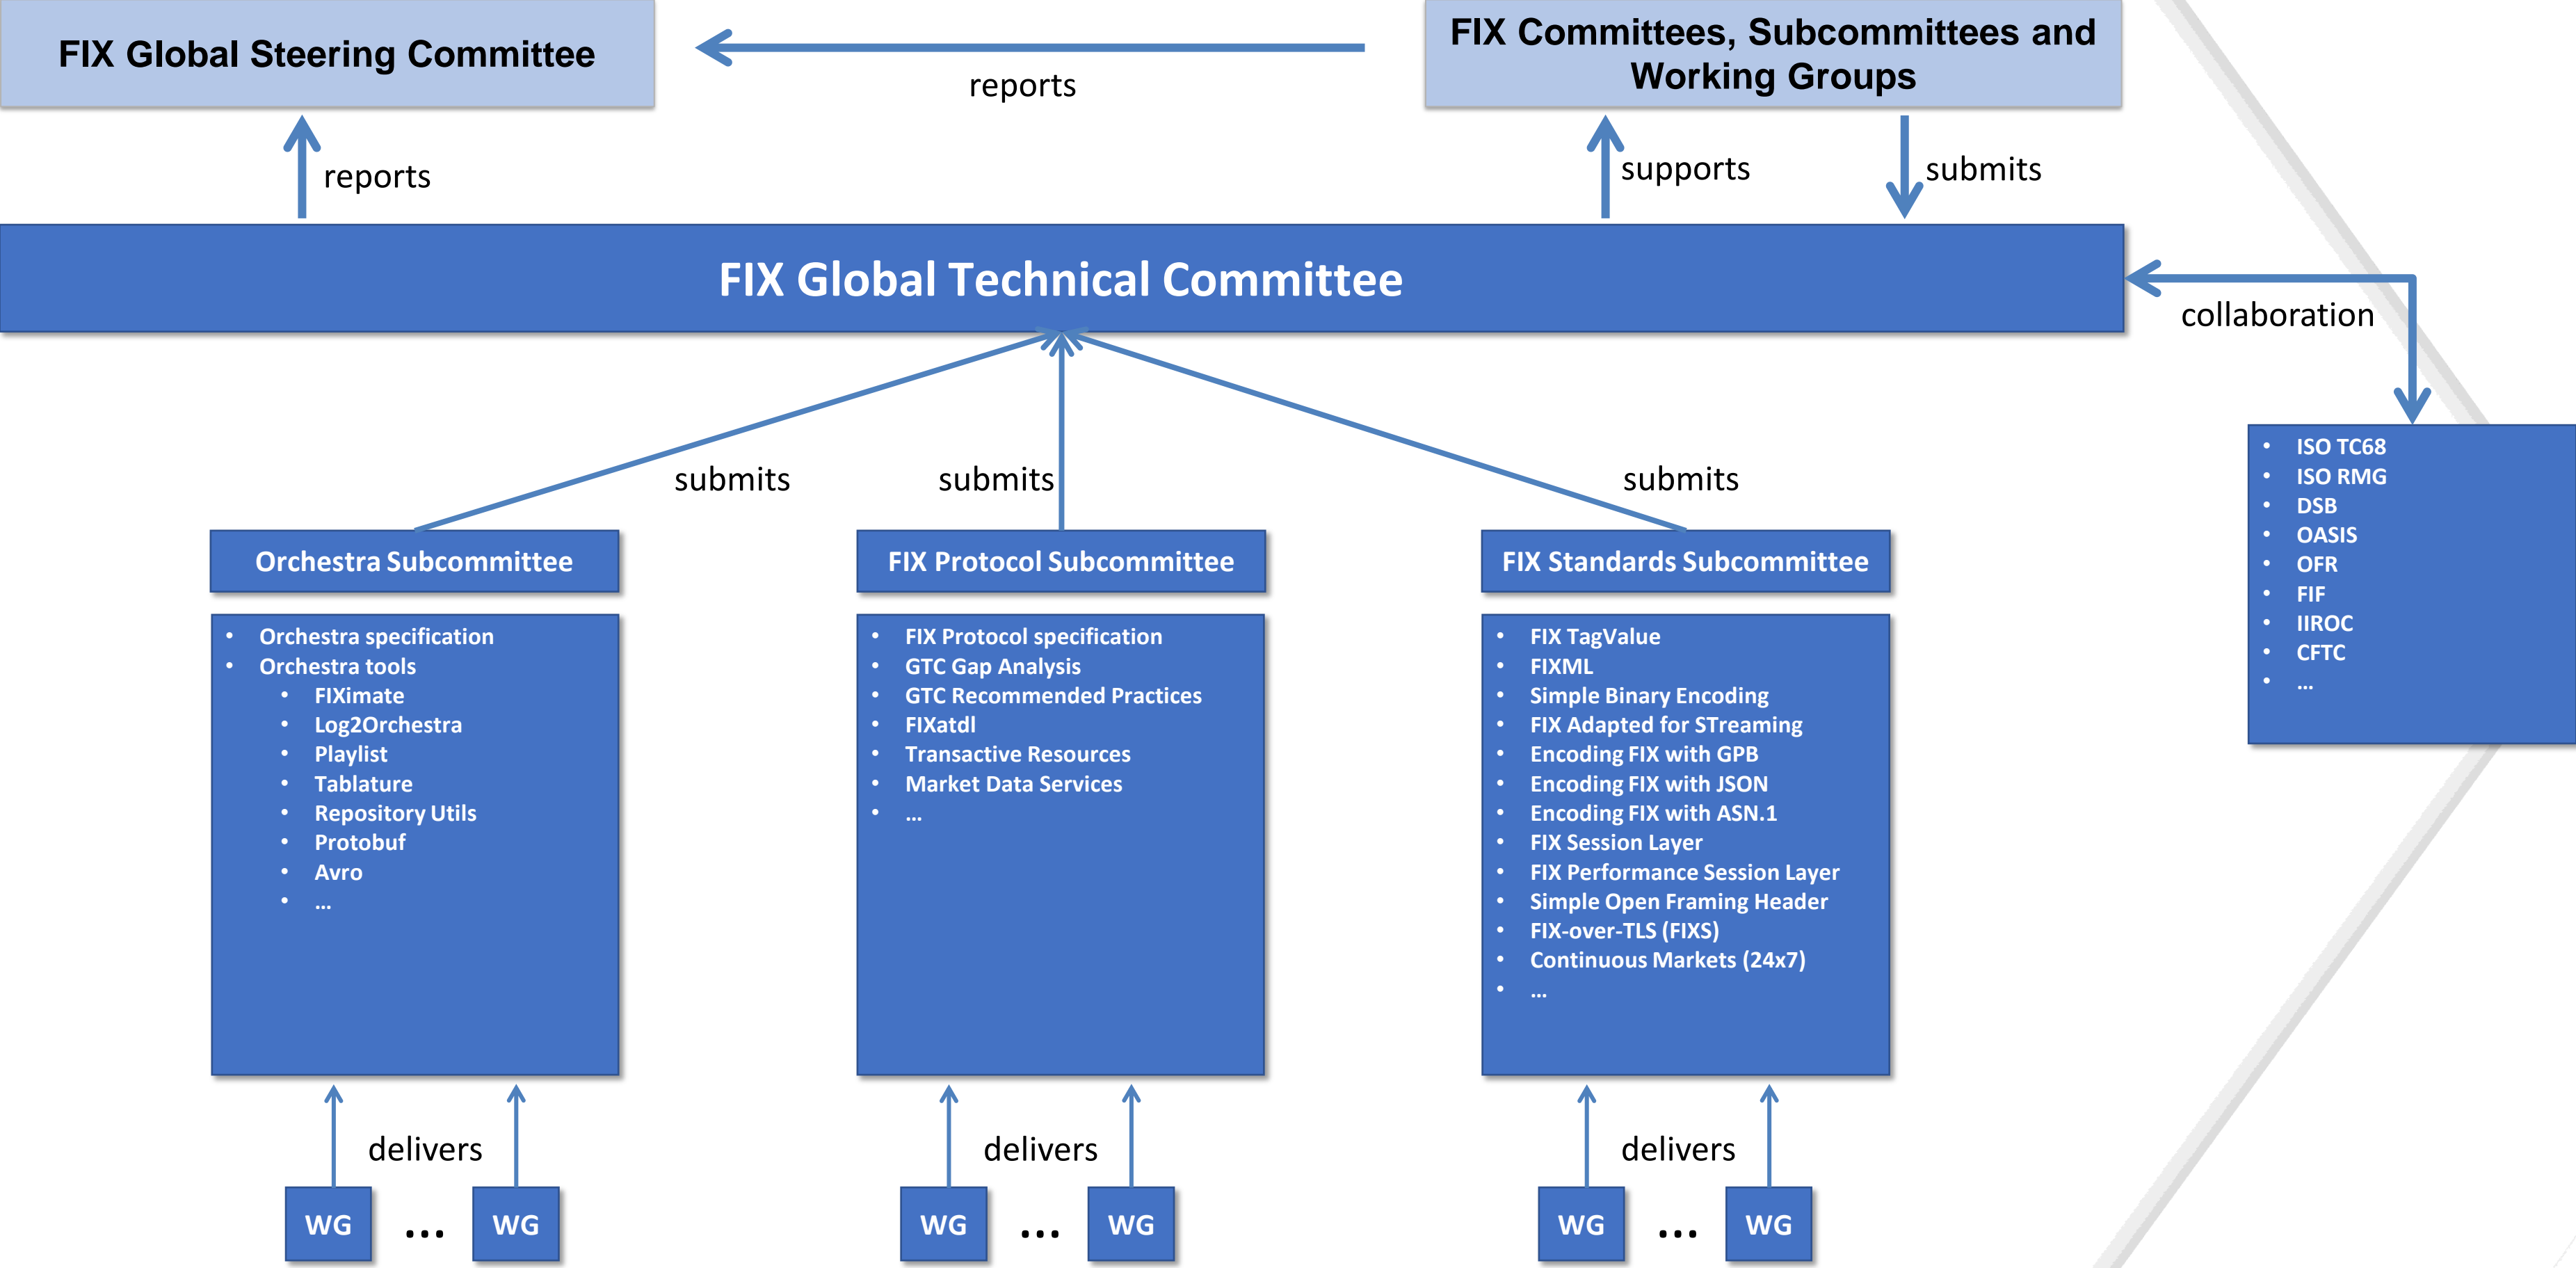 FIX Global Steering Committee
FIX Committees, Subcommittees and
Working Groups
reports
reports
supports
submits
FIX Global Technical Committee
collaboration
submits
submits
submits
• ISO TC68
• ISO RMG
• DSB
• OASIS
• OFR
• FIF
• IIROC
• CFTC
• ...
Orchestra Subcommittee
• Orchestra specification
• Orchestra tools
• FIXimate
• Log2Orchestra
• Playlist
• Tablature
• Repository Utils
• Protobuf
• Avro
• ...
FIX Protocol Subcommittee
• FIX Protocol specification
• GTC Gap Analysis
• GTC Recommended Practices
• FIXatdl
• Transactive Resources
• Market Data Services
• ...
FIX Standards Subcommittee
• FIX TagValue
• FIXML
• Simple Binary Encoding
• FIX Adapted for STreaming
• Encoding FIX with GPB
• Encoding FIX with JSON
• Encoding FIX with ASN.1
• FIX Session Layer
• FIX Performance Session Layer
• Simple Open Framing Header
• FIX-over-TLS (FIXS)
• Continuous Markets (24x7)
• ...
delivers
delivers
delivers
WG ... WG
WG ... WG
WG ... WG